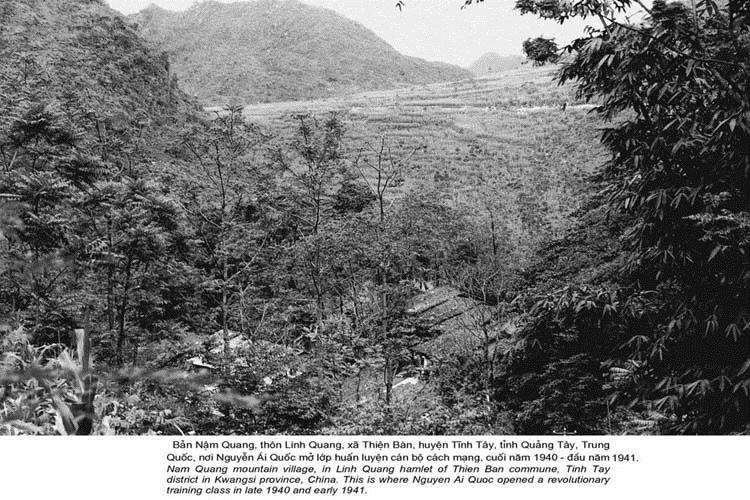 Bản Nậm Quang, thôn Linh Quang, xã Thiện Bàn, huyện Tĩnh Tây, tỉnh Quảng Tây, Trung
Quốc, nơi Nguyễn Ái Quốc mở lớp huấn luyện cán bộ cách mạng, cuối năm 1940 - đầu năm 1941.
Nam Quang mountain village, in Linh Quang hamlet of Thien Ban commune, Tinh Tay
district in Kwangsi province, China. This is where Nguyen Ai Quoc opened a revolutionary
training class in late 1940 and early 1941.